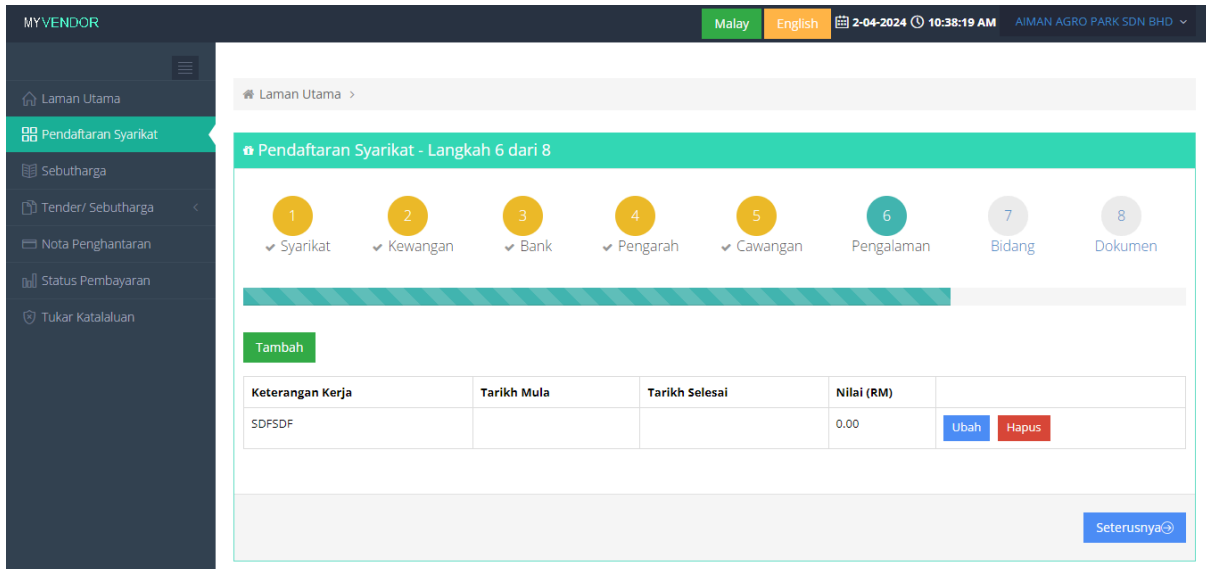 MYVENDOR
Malay English 2-04-2024 10:38:19 AM AIMAN AGRO PARK SDN BHD
Laman Utama
Pendaftaran Syarikat
Sebutharga
Tender/ Sebutharga
Nota Penghantaran
Status Pembayaran
Tukar Katalaluan
Laman Utama >
Pendaftaran Syarikat - Langkah 6 dari 8
1 2 3 4 5 6 7 8
Syarikat Kewangan Bank Pengarah Cawangan Pengalaman Bidang Dokumen
Tambah
Keterangan Kerja Tarikh Mula Tarikh Selesai Nilai (RM)
SDFSDF 0.00 Ubah Hapus
Seterusnya